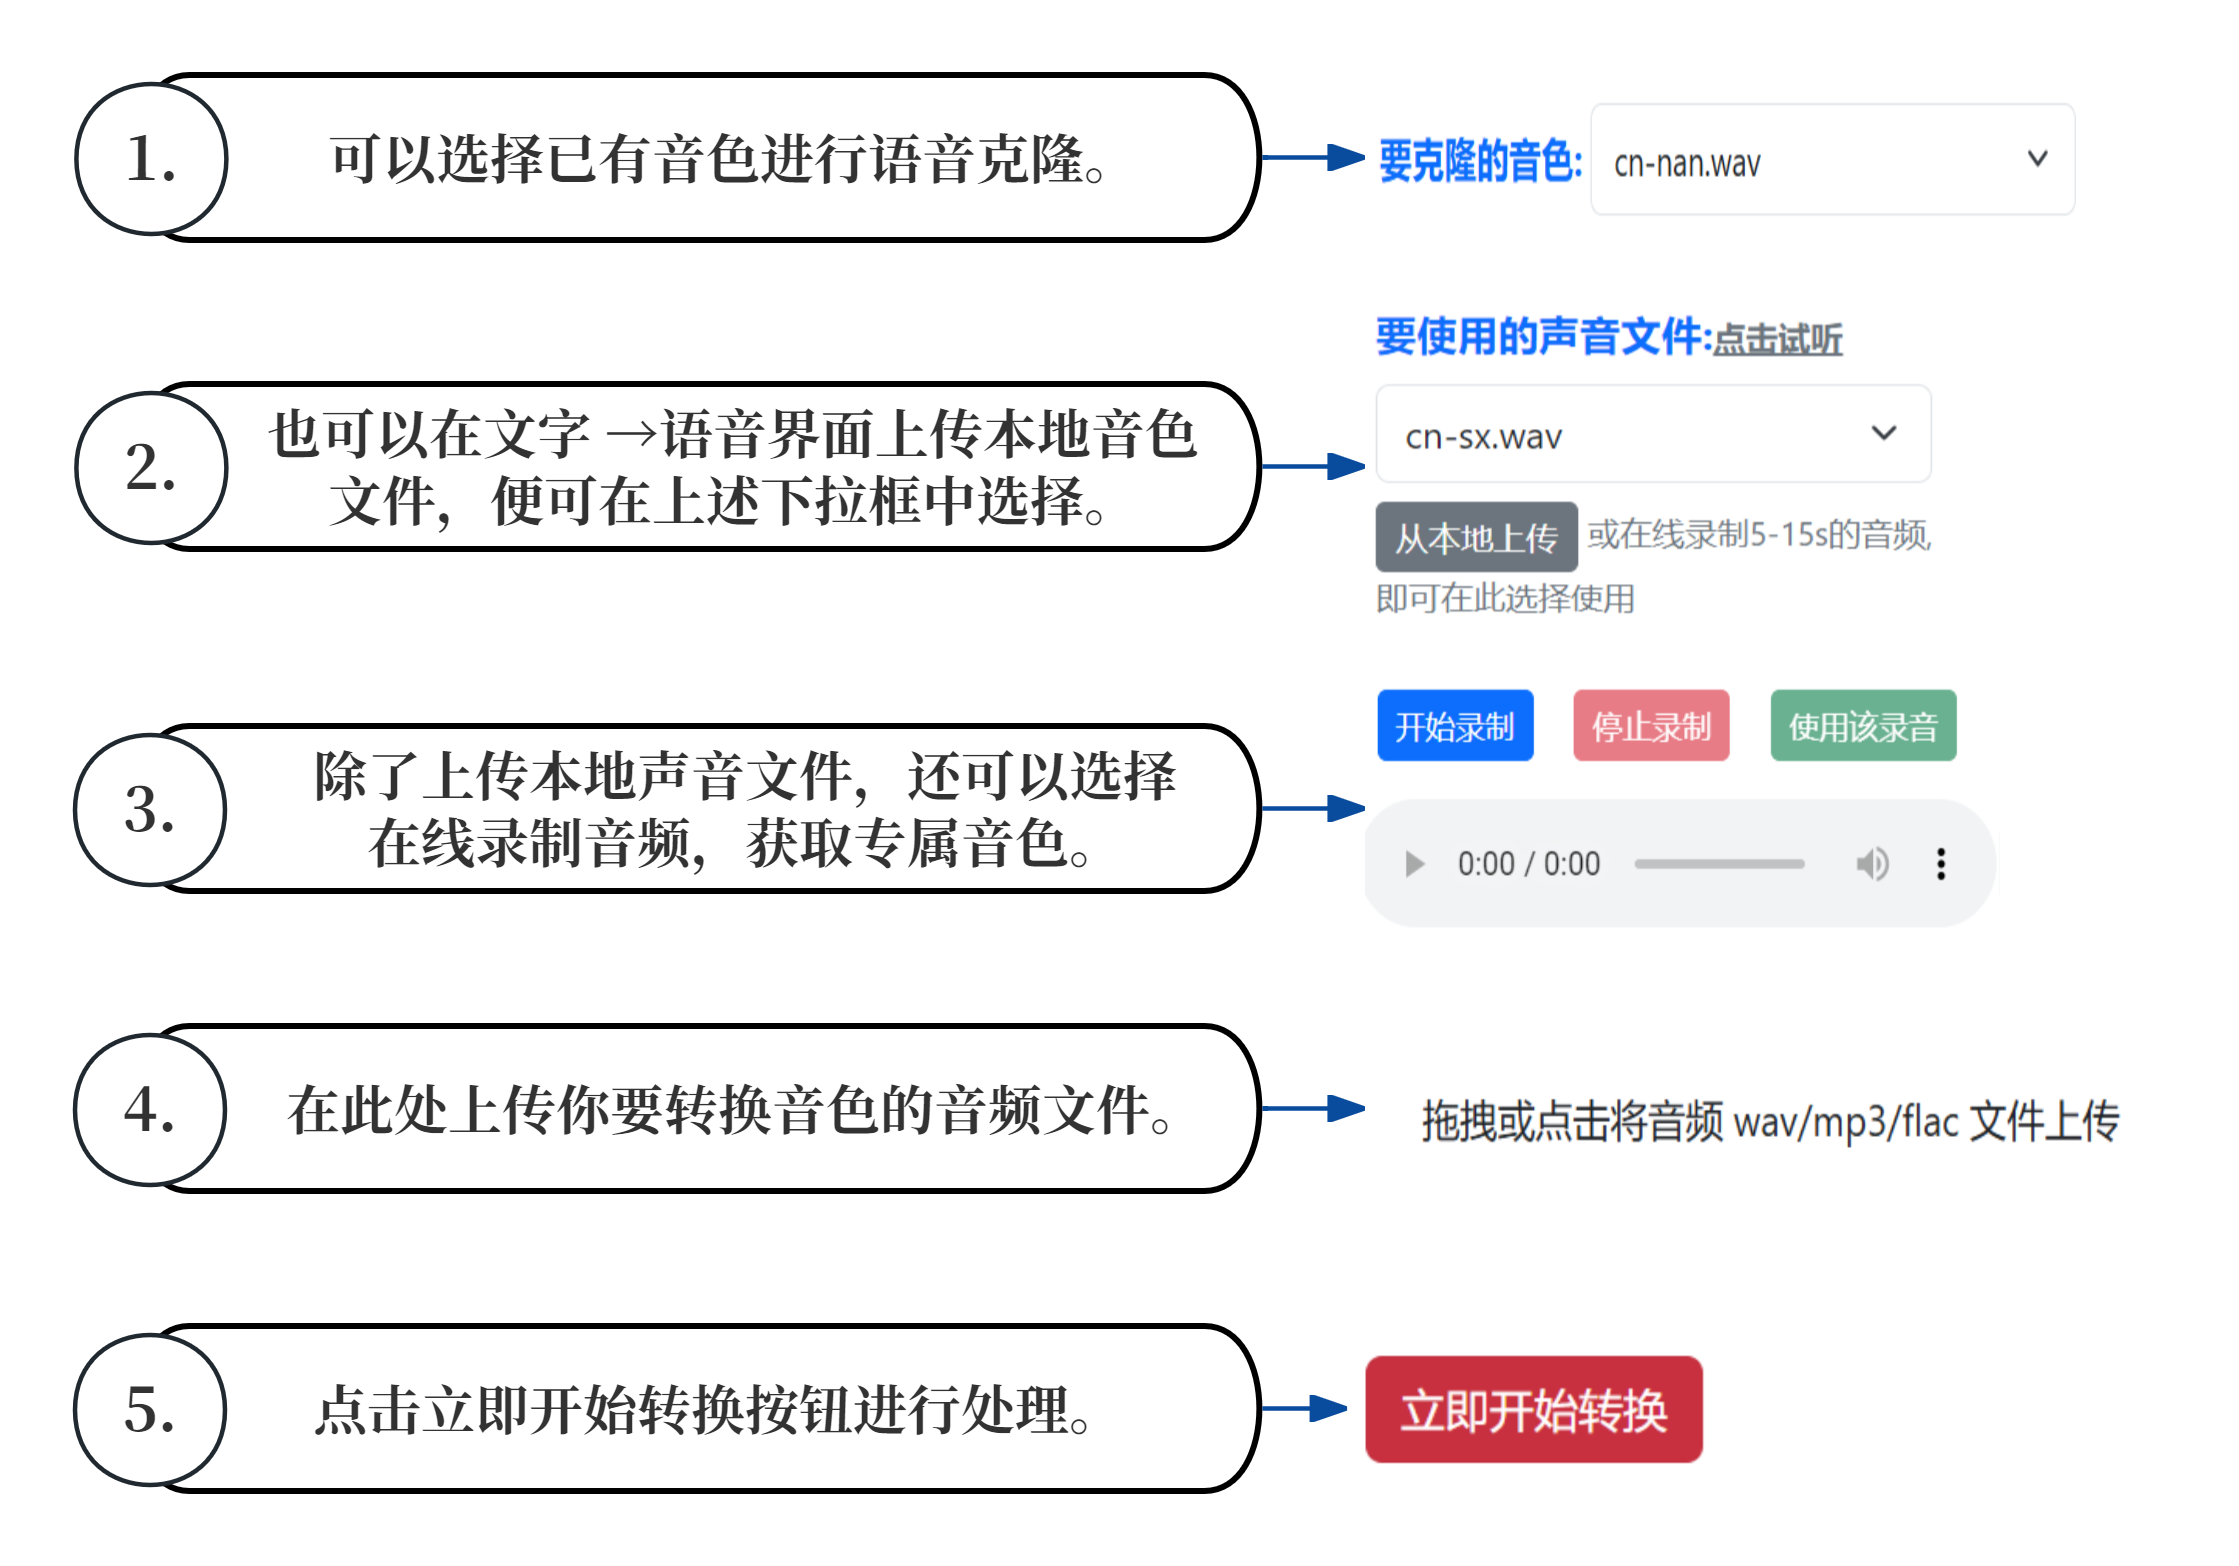 1.
可以选择已有音色进行语音克隆。
要克隆的音色:
cn-nan.wav
2.
也可以在文字→语音界面上传本地音色
文件，便可在上述下拉框中选择。
要使用的声音文件:点击试听
cn-sx.wav
从本地上传 或在线录制5-15s的音频,
即可在此选择使用
3.
除了上传本地声音文件，还可以选择
在线录制音频，获取专属音色。
开始录制 停止录制 使用该录音
0:00 / 0:00
4.
在此处上传你要转换音色的音频文件。
拖拽或点击将音频 wav/mp3/flac 文件上传
5.
点击立即开始转换按钮进行处理。
立即开始转换